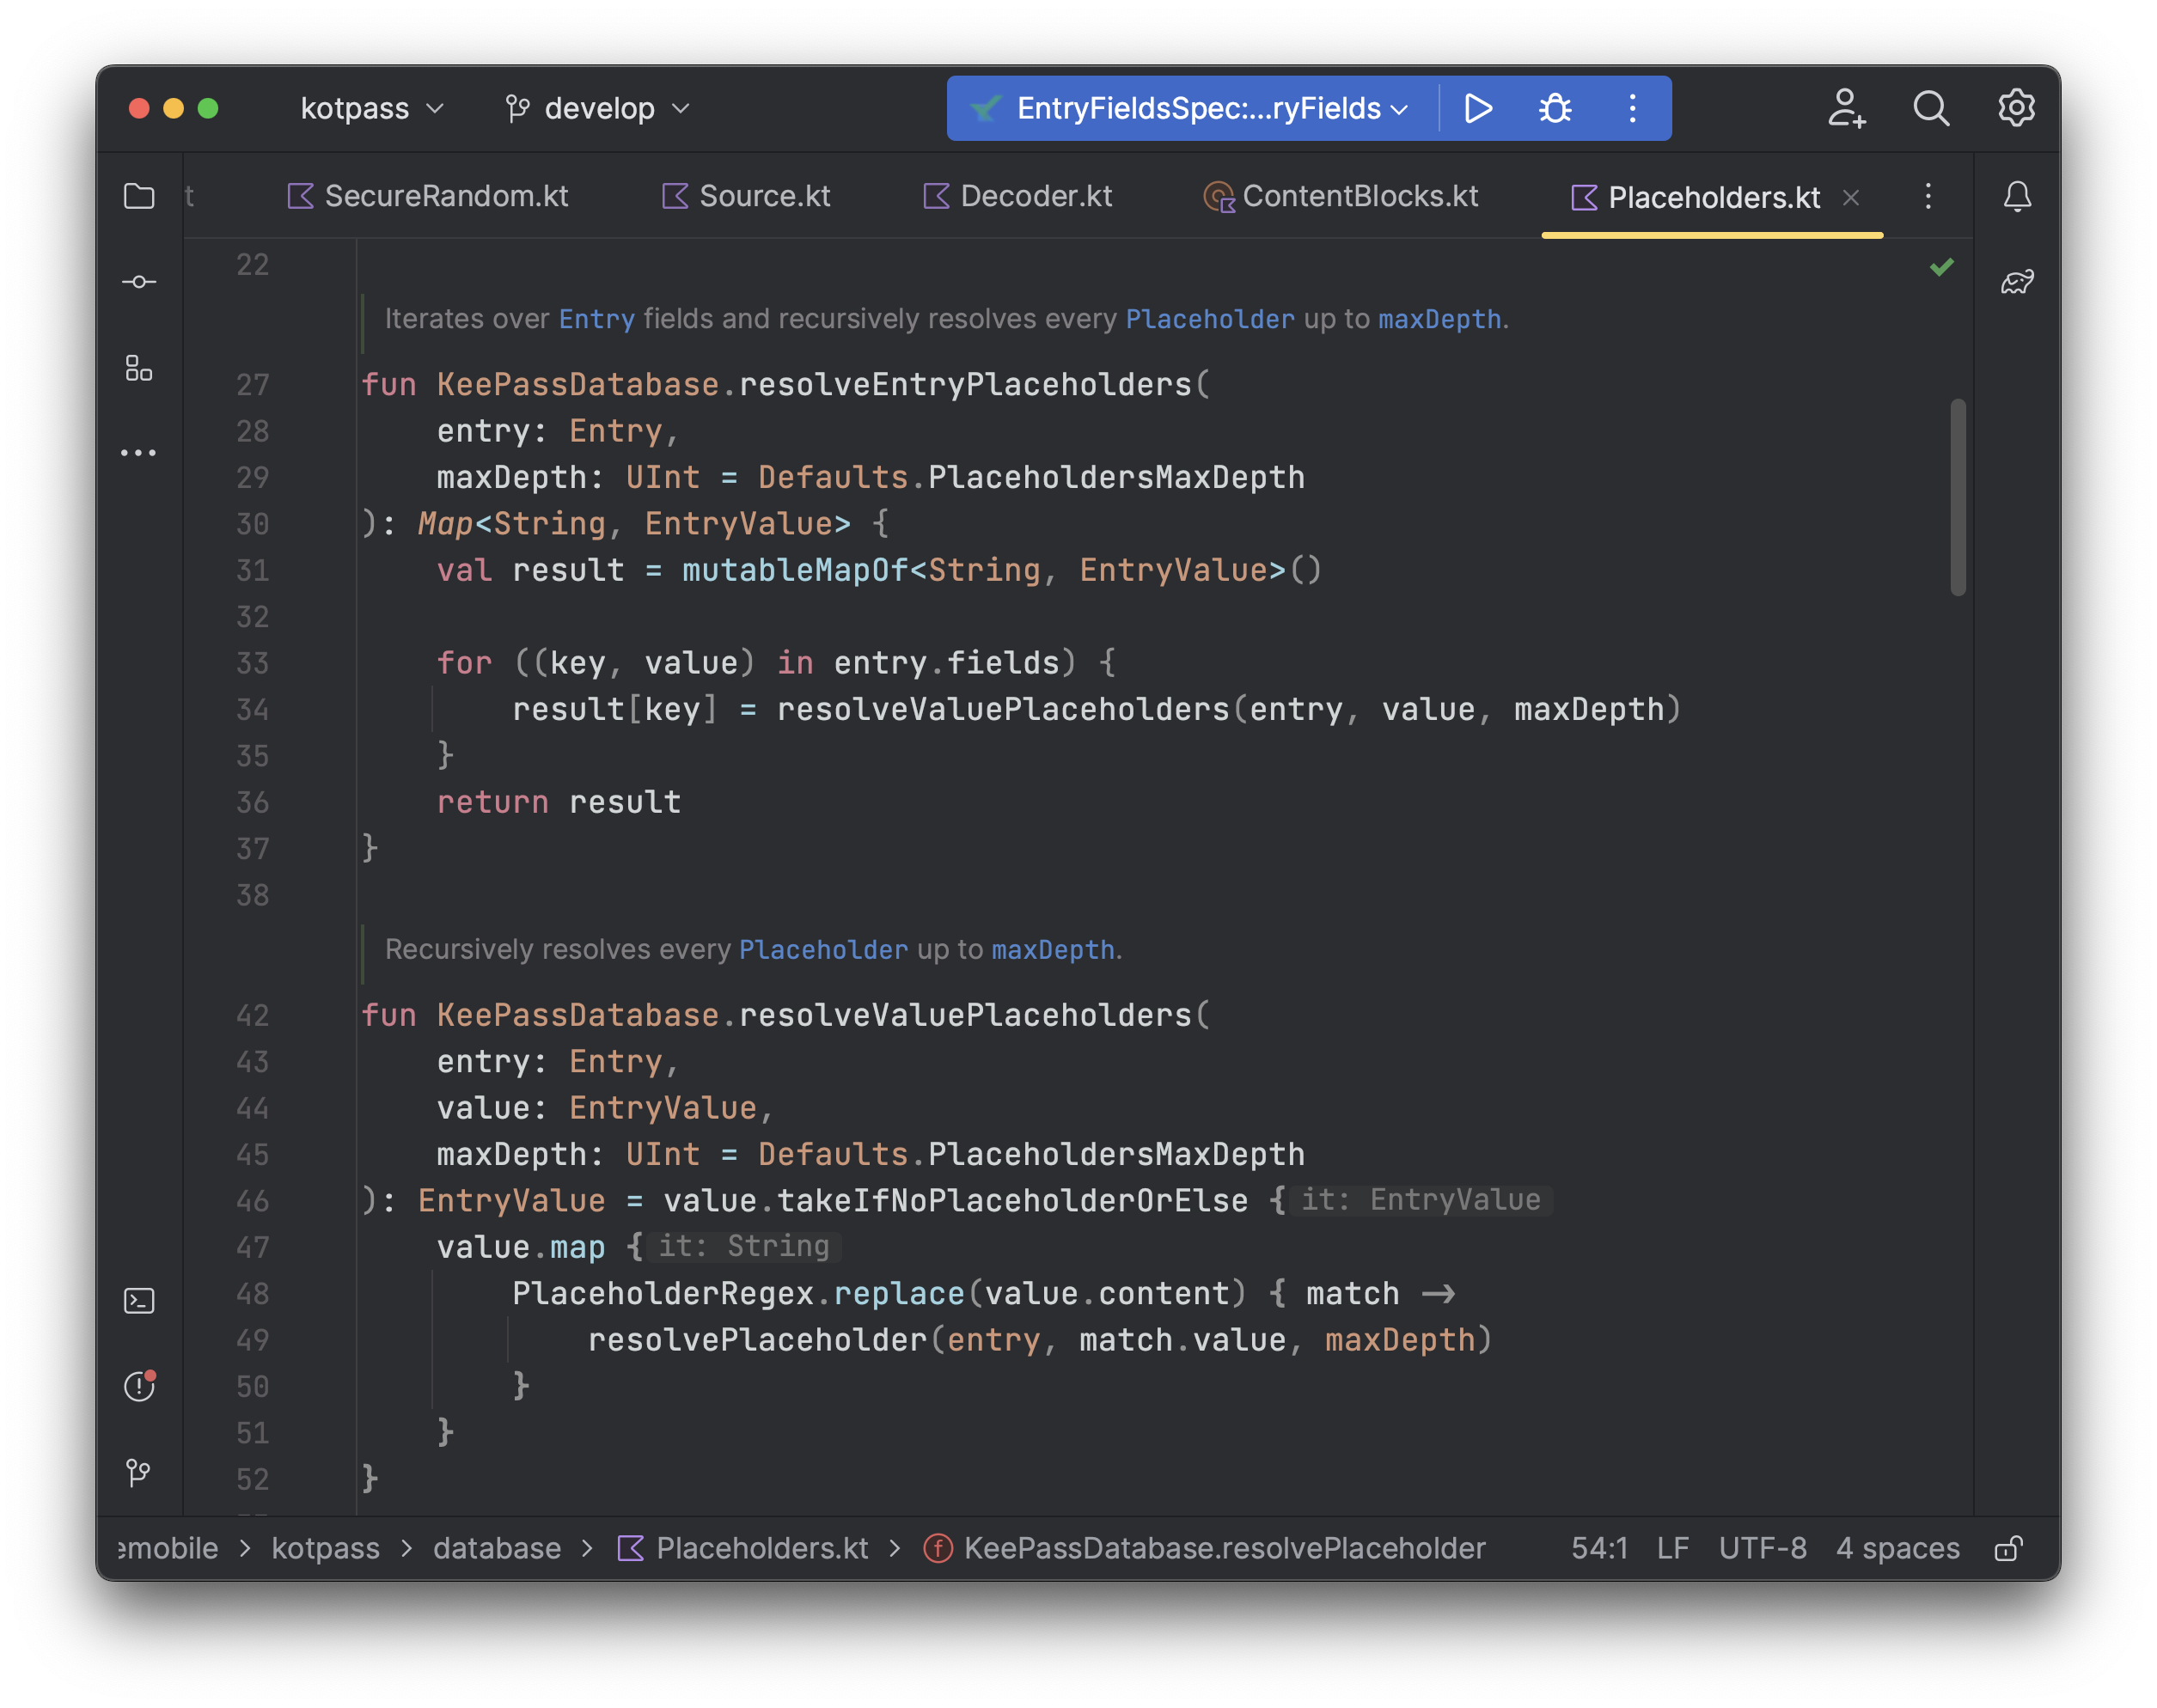 kotpass develop EntryFieldsSpec:...ryFields
t SecureRandom.kt Source.kt Decoder.kt ContentBlocks.kt Placeholders.kt
22
Iterates over Entry fields and recursively resolves every Placeholder up to maxDepth.
27 fun KeePassDatabase.resolveEntryPlaceholders(
28     entry: Entry,
29     maxDepth: UInt = Defaults.PlaceholdersMaxDepth
30 ): Map<String, EntryValue> {
31     val result = mutableMapOf<String, EntryValue>()
32
33     for ((key, value) in entry.fields) {
34         result[key] = resolveValuePlaceholders(entry, value, maxDepth)
35     }
36     return result
37 }
38
Recursively resolves every Placeholder up to maxDepth.
42 fun KeePassDatabase.resolveValuePlaceholders(
43     entry: Entry,
44     value: EntryValue,
45     maxDepth: UInt = Defaults.PlaceholdersMaxDepth
46 ): EntryValue = value.takeIfNoPlaceholderOrElse { it: EntryValue
47     value.map { it: String
48         PlaceholderRegex.replace(value.content) { match →
49             resolvePlaceholder(entry, match.value, maxDepth)
50         }
51     }
52 }
emobile > kotpass > database > Placeholders.kt > f KeePassDatabase.resolvePlaceholder 54:1 LF UTF-8 4 spaces